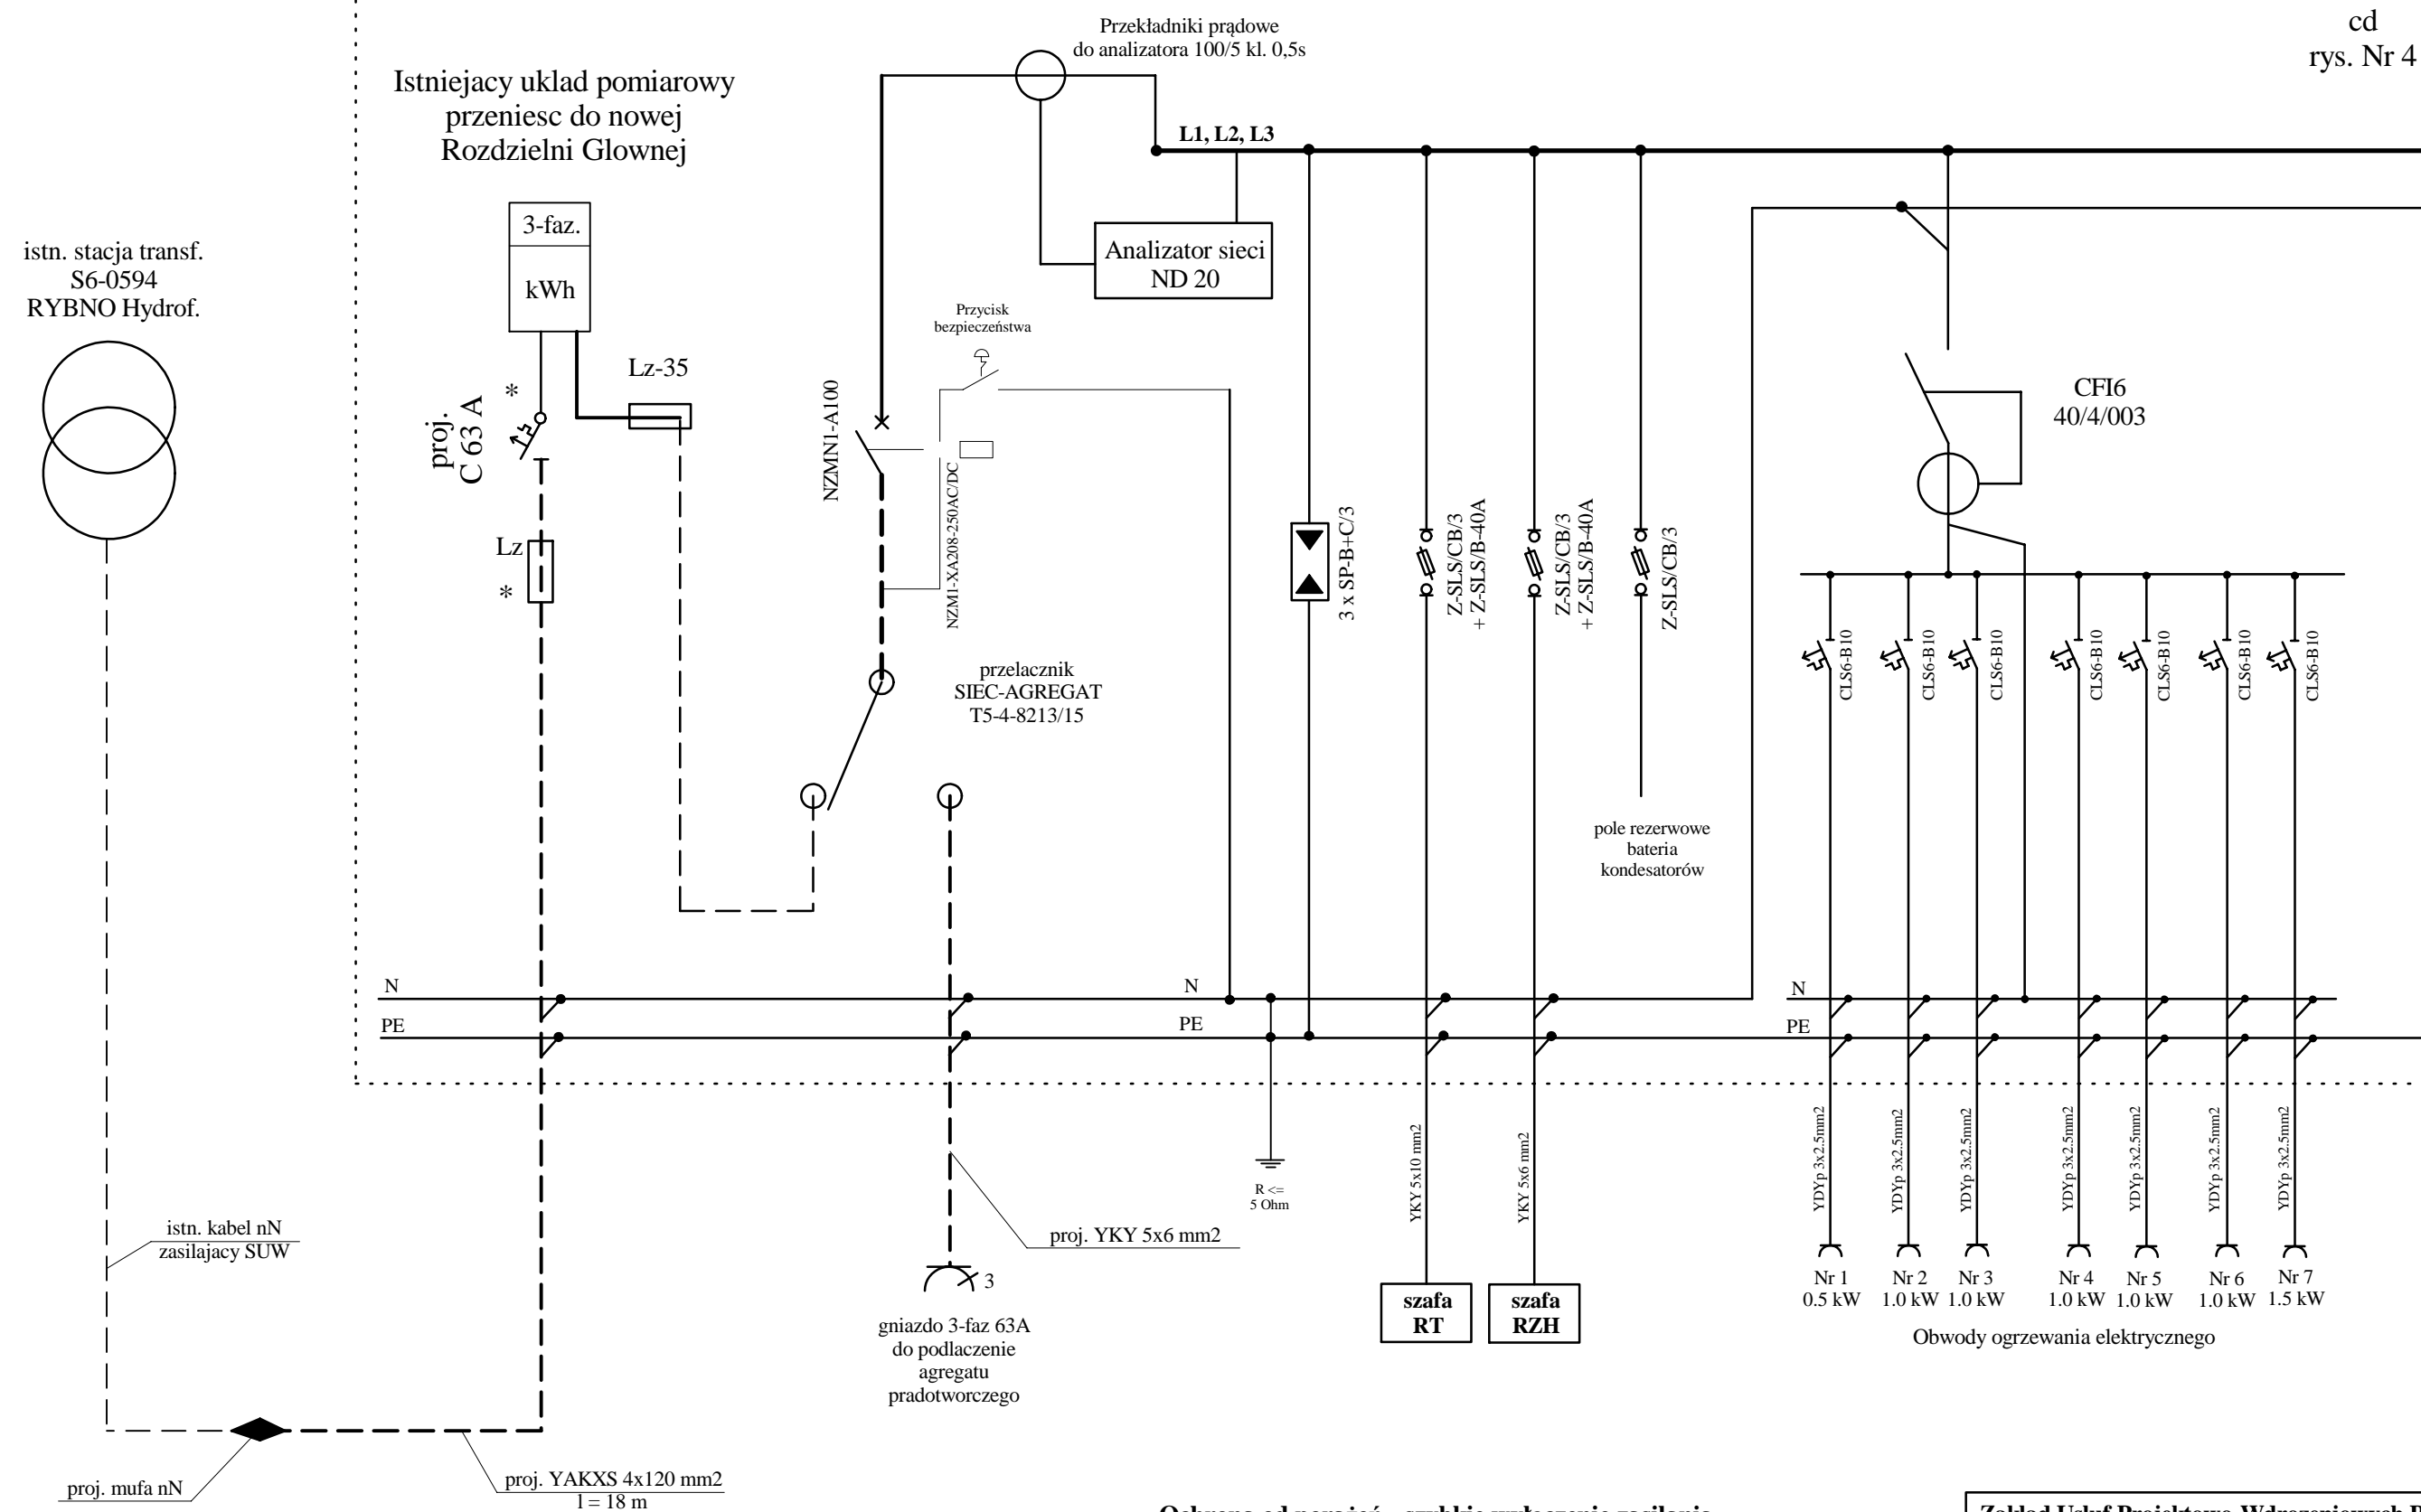 cd
rys. Nr 4
Przekładniki prądowe
do analizatora 100/5 kl. 0,5s
Istniejacy uklad pomiarowy
przeniesc do nowej
Rozdzielni Glownej
L1, L2, L3
3-faz.
kWh
Analizator sieci
ND 20
istn. stacja transf.
S6-0594
RYBNO Hydrof.
Przycisk
bezpieczeństwa
Lz-35
*
proj.
C 63 A
NZMN1-A100
NZM1-XA208-250AC/DC
CFI6
40/4/003
Lz
*
3 x SP-B+C/3
Z-SLS/CB/3
+ Z-SLS/B-40A
Z-SLS/CB/3
+ Z-SLS/B-40A
Z-SLS/CB/3
CLS6-B10
CLS6-B10
CLS6-B10
CLS6-B10
CLS6-B10
CLS6-B10
CLS6-B10
przelacznik
SIEC-AGREGAT
T5-4-8213/15
pole rezerwowe
bateria
kondesatorów
N
N
N
PE
PE
PE
YKY 5x10 mm2
YKY 5x6 mm2
YDYp 3x2.5mm2
YDYp 3x2.5mm2
YDYp 3x2.5mm2
YDYp 3x2.5mm2
YDYp 3x2.5mm2
YDYp 3x2.5mm2
YDYp 3x2.5mm2
R <=
5 Ohm
istn. kabel nN
zasilajacy SUW
proj. YKY 5x6 mm2
3
gniazdo 3-faz 63A
do podlaczenie
agregatu
pradotworczego
szafa
RT
szafa
RZH
Nr 1
0.5 kW
Nr 2
1.0 kW
Nr 3
1.0 kW
Nr 4
1.0 kW
Nr 5
1.0 kW
Nr 6
1.0 kW
Nr 7
1.5 kW
Obwody ogrzewania elektrycznego
proj. mufa nN
proj. YAKXS 4x120 mm2
l = 18 m